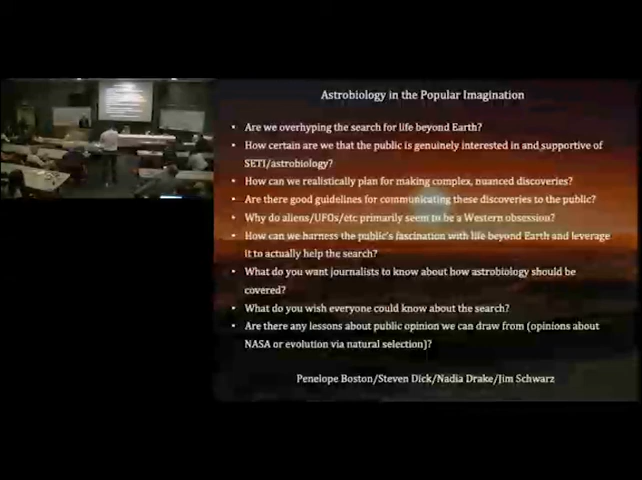 Astrobiology in the Popular Imagination
• Are we overhyping the search for life beyond Earth?
• How certain are we that the public is genuinely interested in and supportive of
SETI/astrobiology?
• How can we realistically plan for making complex, nuanced discoveries?
• Are there good guidelines for communicating these discoveries to the public?
• Why do aliens/UFOs/etc primarily seem to be a Western obsession?
• How can we harness the public's fascination with life beyond Earth and leverage
it to actually help the search?
• What do you want journalists to know about how astrobiology should be
covered?
• What do you wish everyone could know about the search?
• Are there any lessons about public opinion we can draw from (opinions about
NASA or evolution via natural selection)?
Penelope Boston/Steven Dick/Nadia Drake/Jim Schwarz